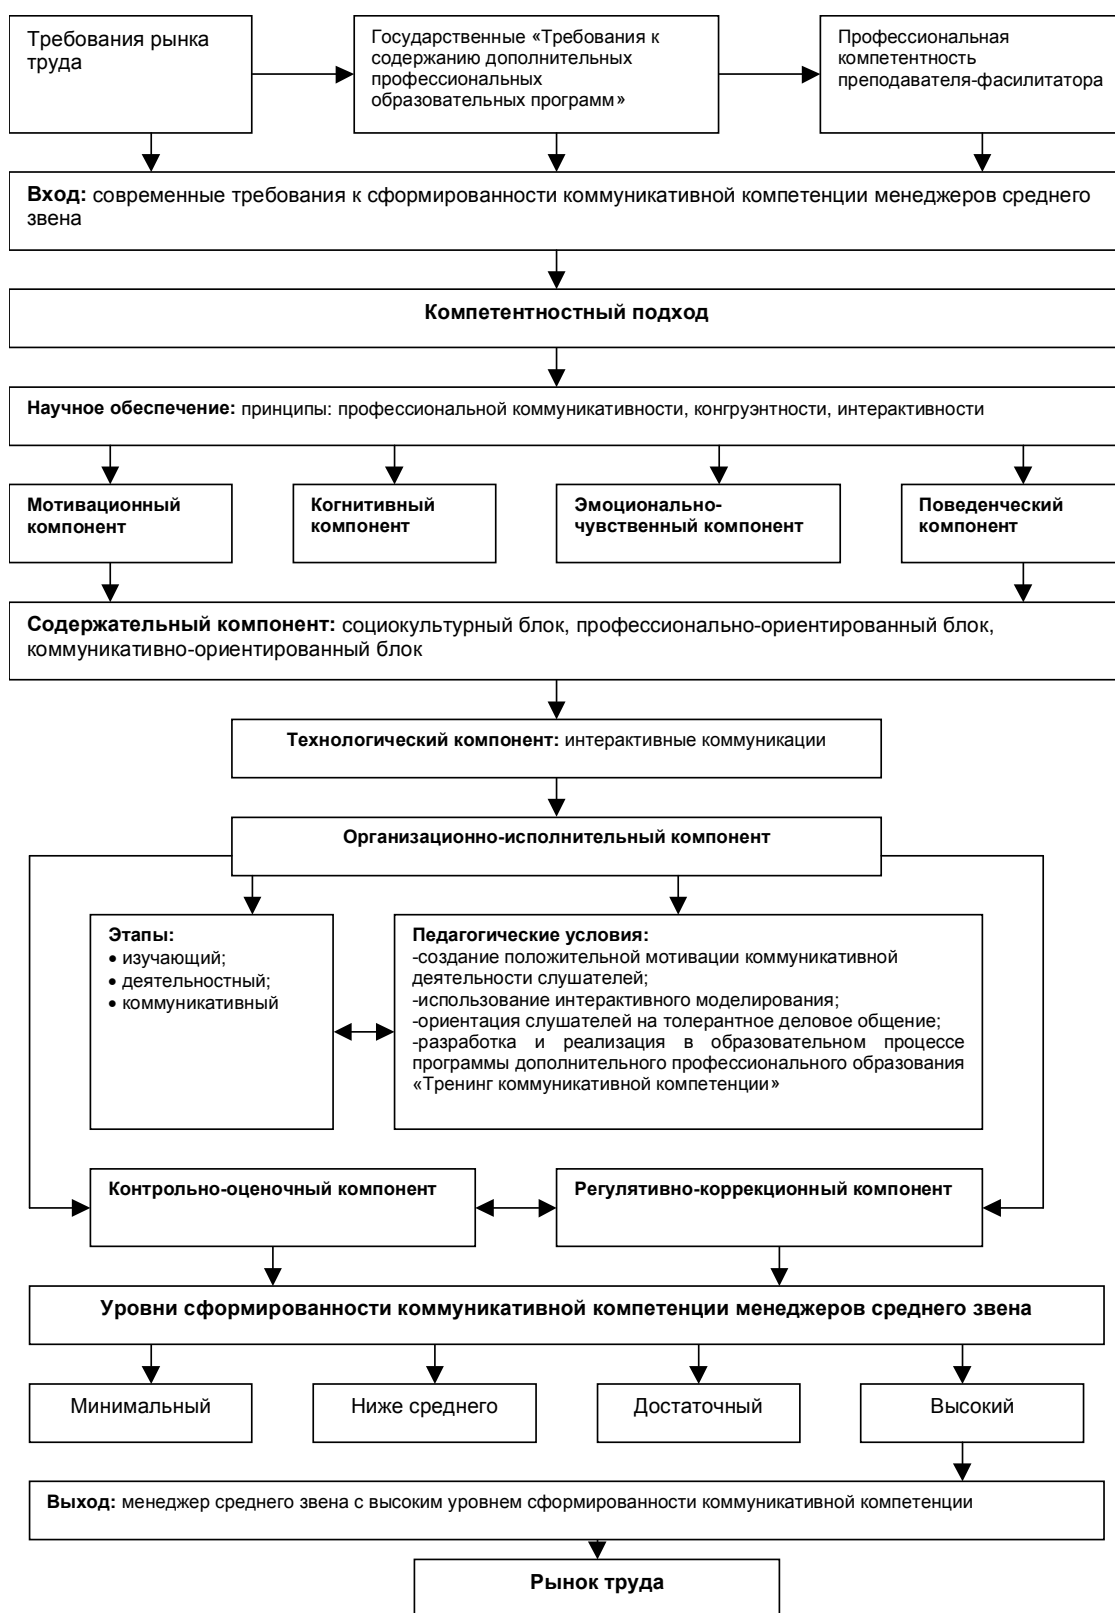 Требования рынка
труда
Государственные «Требования к
содержанию дополнительных
профессиональных
образовательных программ»
Профессиональная
компетентность
преподавателя-фасилитатора
Вход: современные требования к сформированности коммуникативной компетенции менеджеров среднего
звена
Компетентностный подход
Научное обеспечение: принципы: профессиональной коммуникативности, конгруэнтности, интерактивности
Мотивационный
компонент
Когнитивный
компонент
Эмоционально-
чувственный компонент
Поведенческий
компонент
Содержательный компонент: социокультурный блок, профессионально-ориентированный блок,
коммуникативно-ориентированный блок
Технологический компонент: интерактивные коммуникации
Организационно-исполнительный компонент
Этапы:
• изучающий;
• деятельностный;
• коммуникативный
Педагогические условия:
-создание положительной мотивации коммуникативной
деятельности слушателей;
-использование интерактивного моделирования;
-ориентация слушателей на толерантное деловое общение;
-разработка и реализация в образовательном процессе
программы дополнительного профессионального образования
«Тренинг коммуникативной компетенции»
Контрольно-оценочный компонент
Регулятивно-коррекционный компонент
Уровни сформированности коммуникативной компетенции менеджеров среднего звена
Минимальный
Ниже среднего
Достаточный
Высокий
Выход: менеджер среднего звена с высоким уровнем сформированности коммуникативной компетенции
Рынок труда